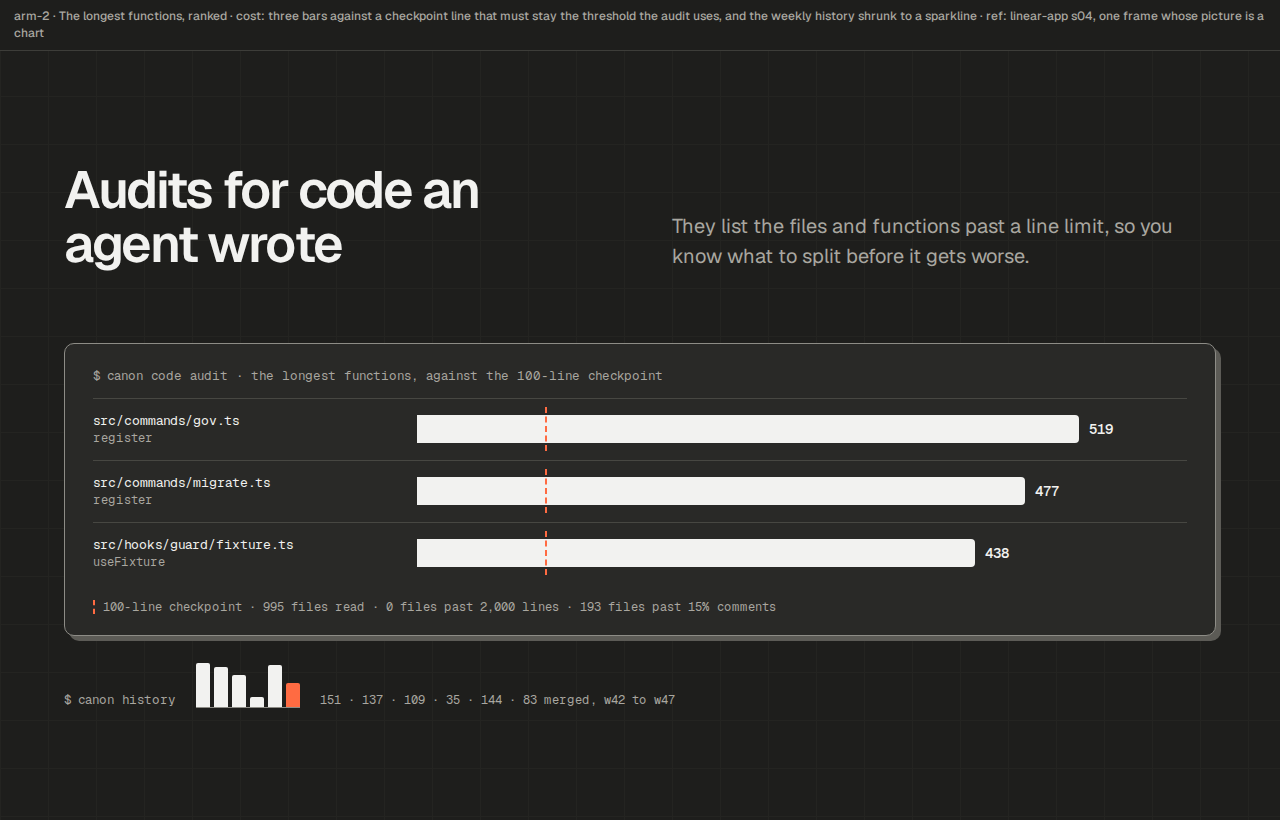 arm-2 · The longest functions, ranked · cost: three bars against a checkpoint line that must stay the threshold the audit uses, and the weekly history shrunk to a sparkline · ref: linear-app s04, one frame whose picture is a
chart
Audits for code an
agent wrote
They list the files and functions past a line limit, so you
know what to split before it gets worse.
$ canon code audit · the longest functions, against the 100-line checkpoint
src/commands/gov.ts
register
519
src/commands/migrate.ts
register
477
src/hooks/guard/fixture.ts
useFixture
438
100-line checkpoint · 995 files read · 0 files past 2,000 lines · 193 files past 15% comments
$ canon history
151 · 137 · 109 · 35 · 144 · 83 merged, w42 to w47